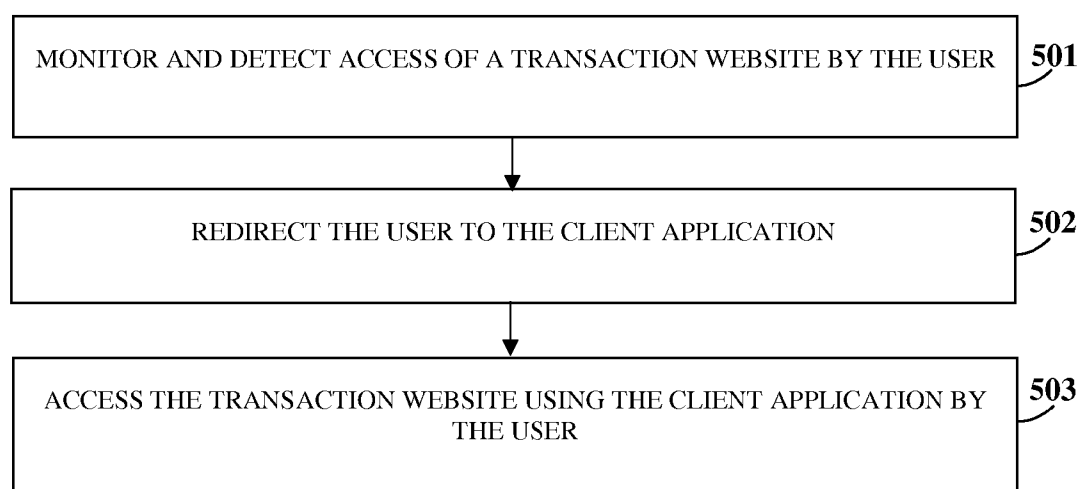 MONITOR AND DETECT ACCESS OF A TRANSACTION WEBSITE BY THE USER
501
REDIRECT THE USER TO THE CLIENT APPLICATION
502
ACCESS THE TRANSACTION WEBSITE USING THE CLIENT APPLICATION BY
THE USER
503